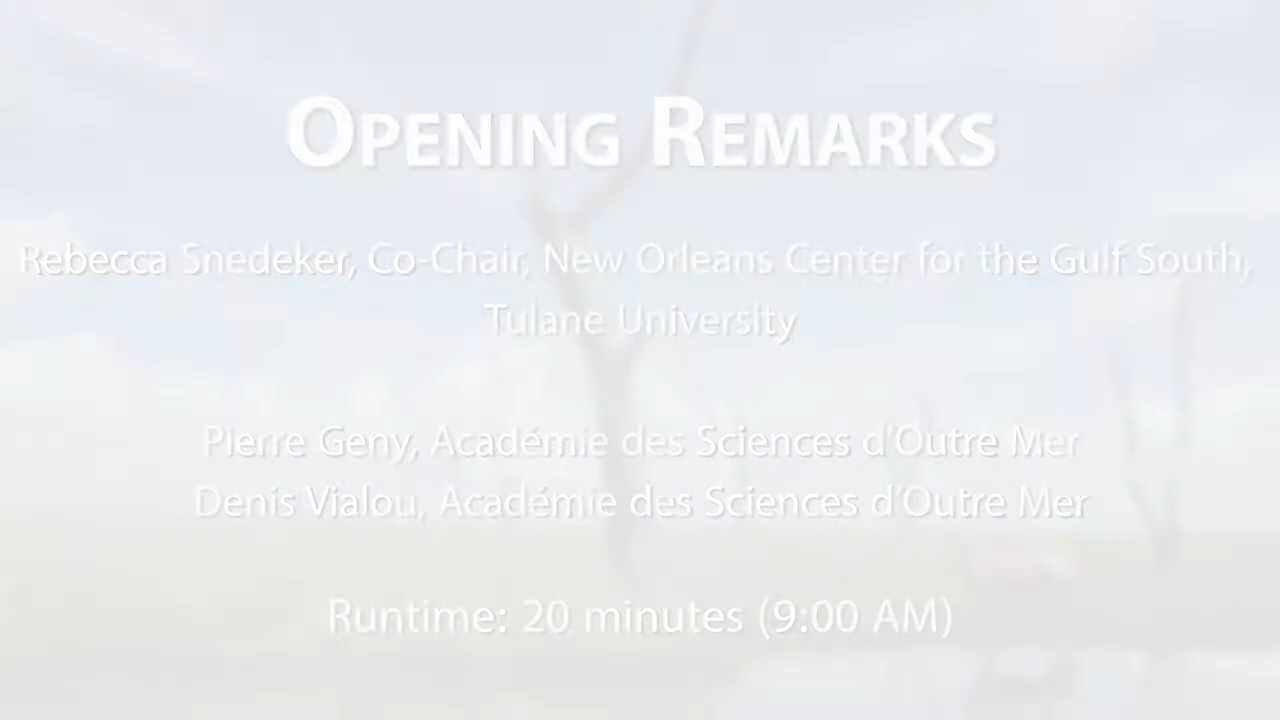 OPENING REMARKS
Rebecca Snedeker, Co-Chair, New Orleans Center for the Gulf South,
Tulane University
Pierre Geny, Académie des Sciences d'Outre Mer
Denis Vialou, Académie des Sciences d'Outre Mer
Runtime: 20 minutes (9:00 AM)